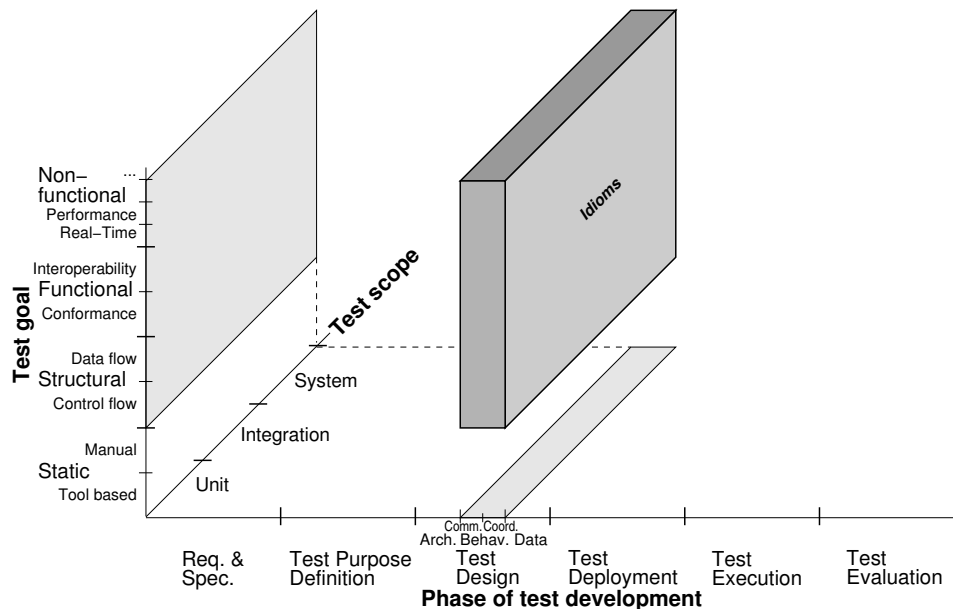 Non− ...
functional
Performance
Real−Time
Interoperability
Functional
Conformance
Data flow
Structural
Control flow
Manual
Static
Tool based
Test goal
Unit
Integration
System
Test scope
Idioms
Comm. Coord.
Arch. Behav. Data
Req. &
Spec.
Test Purpose
Definition
Test
Design
Test
Deployment
Test
Execution
Test
Evaluation
Phase of test development